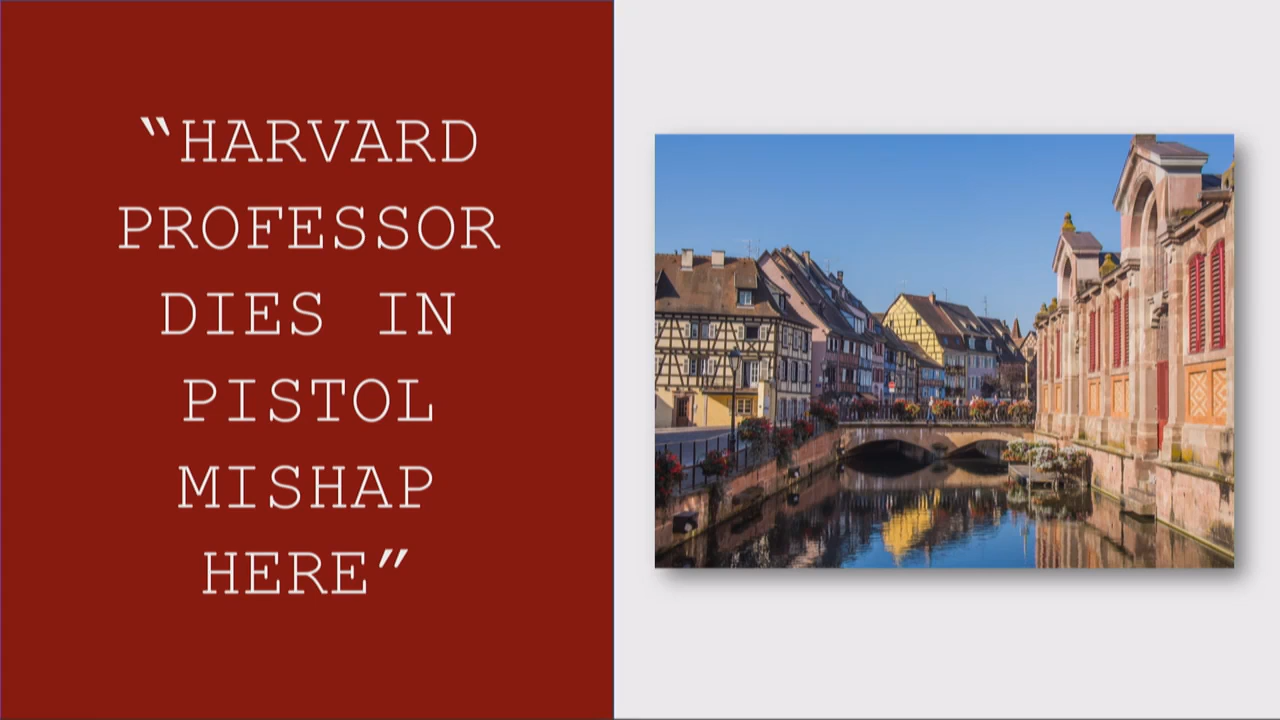 “HARVARD
PROFESSOR
DIES IN
PISTOL
MISHAP
HERE”